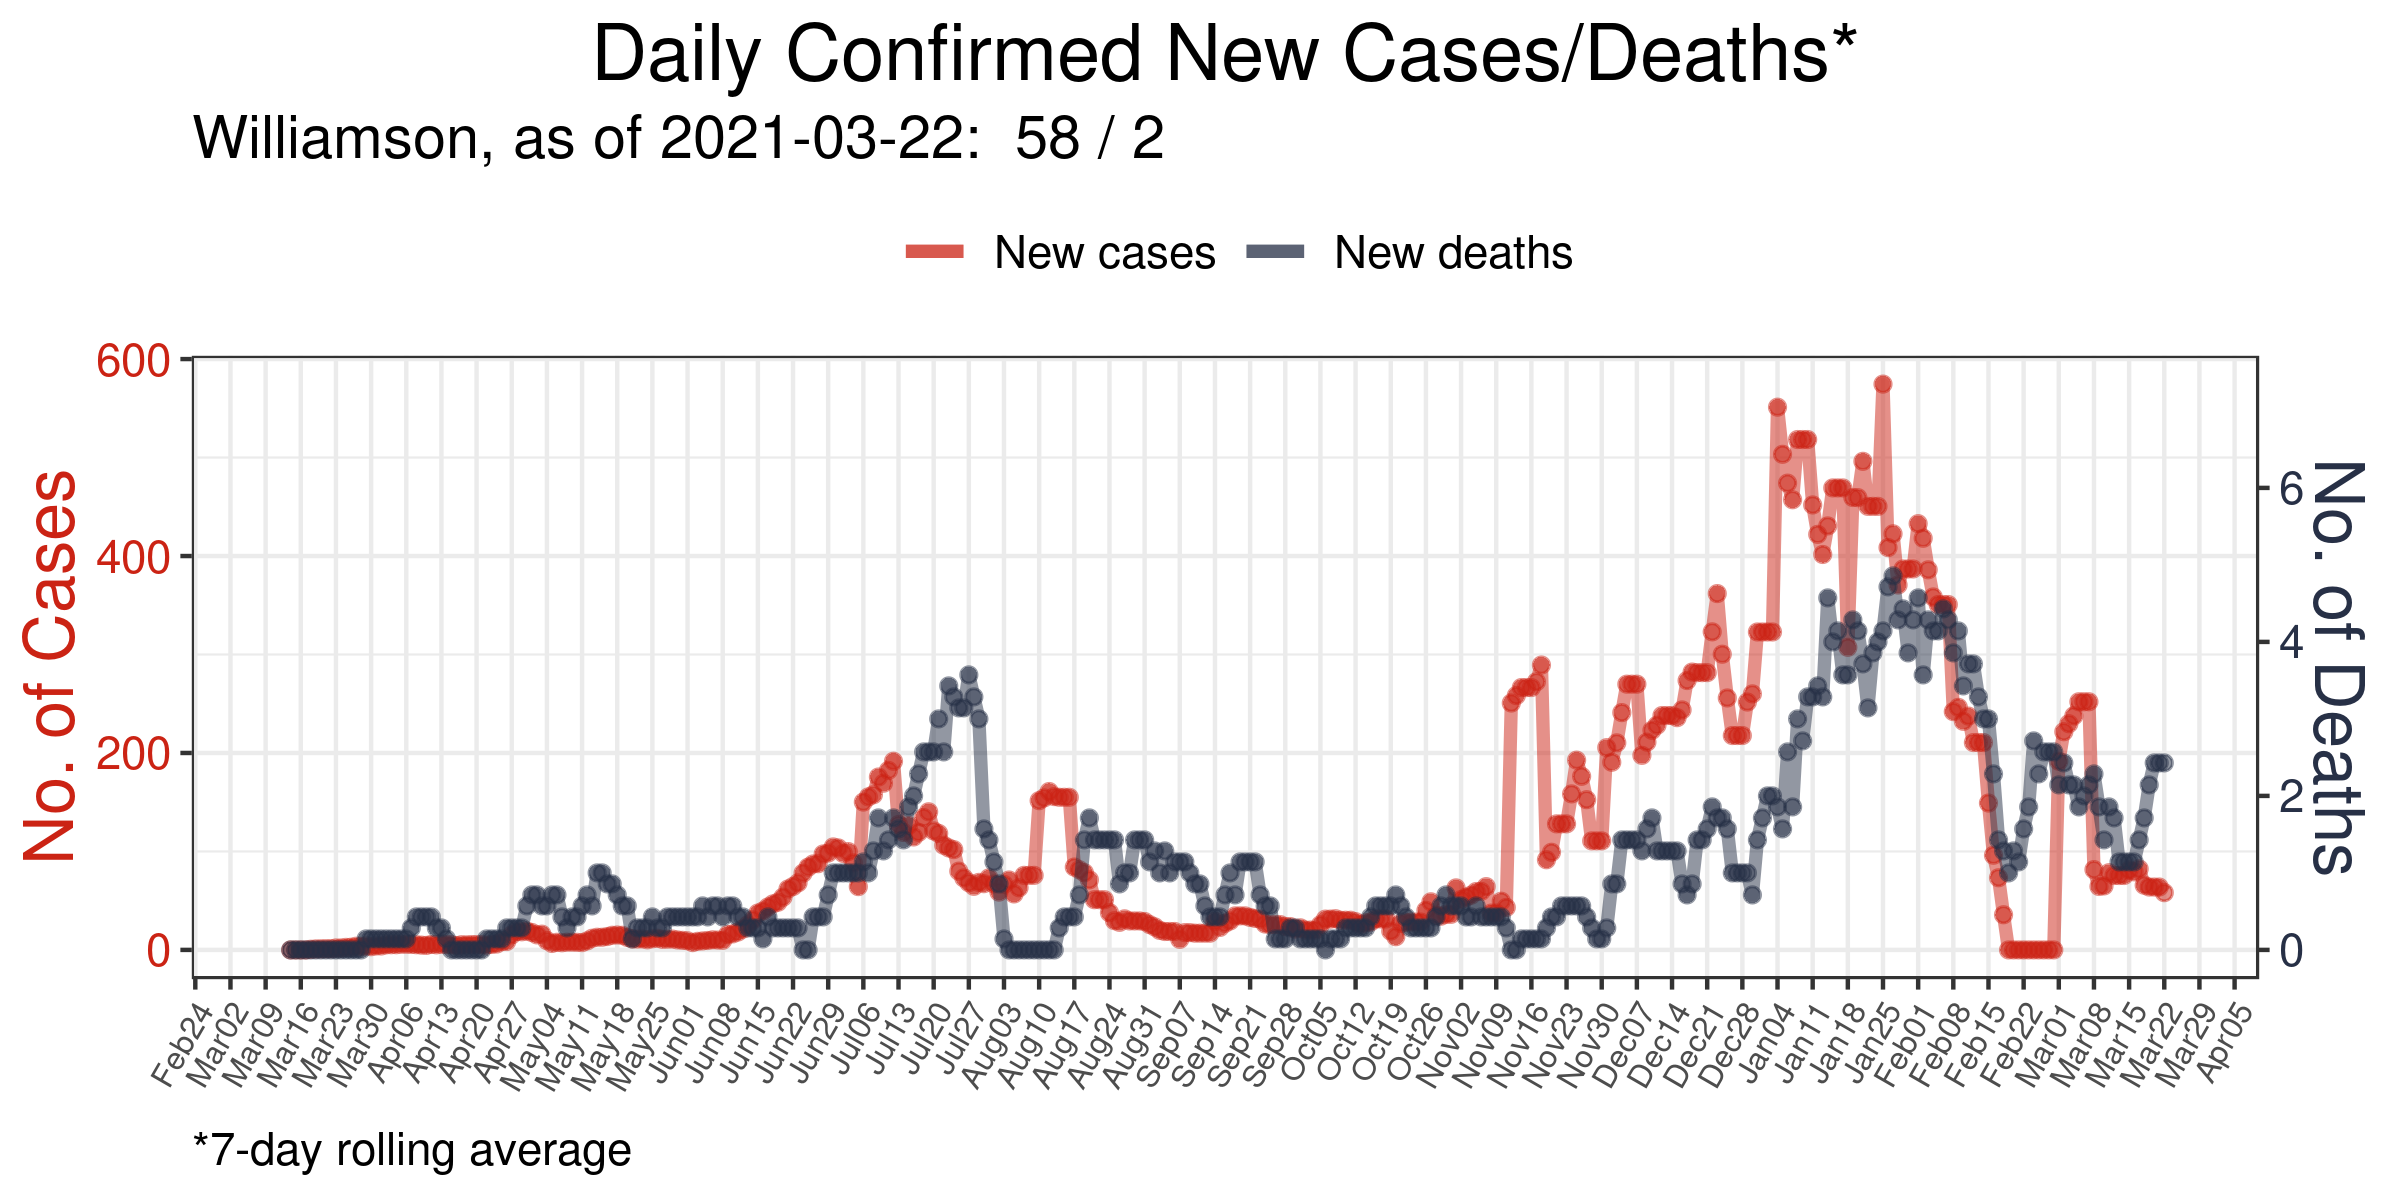 Daily Confirmed New Cases/Deaths*
Williamson, as of 2021-03-22:  58 / 2
New cases
New deaths
No. of Cases
600
400
200
0
No. of Deaths
6
4
2
0
Feb24
Mar02
Mar09
Mar16
Mar23
Mar30
Apr06
Apr13
Apr20
Apr27
May04
May11
May18
May25
Jun01
Jun08
Jun15
Jun22
Jun29
Jul06
Jul13
Jul20
Jul27
Aug03
Aug10
Aug17
Aug24
Aug31
Sep07
Sep14
Sep21
Sep28
Oct05
Oct12
Oct19
Oct26
Nov02
Nov09
Nov16
Nov23
Nov30
Dec07
Dec14
Dec21
Dec28
Jan04
Jan11
Jan18
Jan25
Feb01
Feb08
Feb15
Feb22
Mar01
Mar08
Mar15
Mar22
Mar29
Apr05
*7-day rolling average